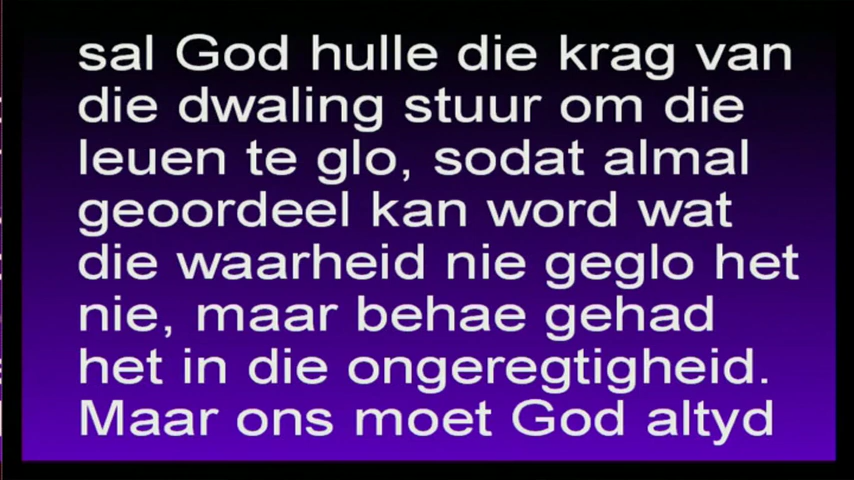 sal God hulle die krag van
die dwaling stuur om die
leuen te glo, sodat almal
geoordeel kan word wat
die waarheid nie geglo het
nie, maar behae gehad
het in die ongeregtigheid.
Maar ons moet God altyd